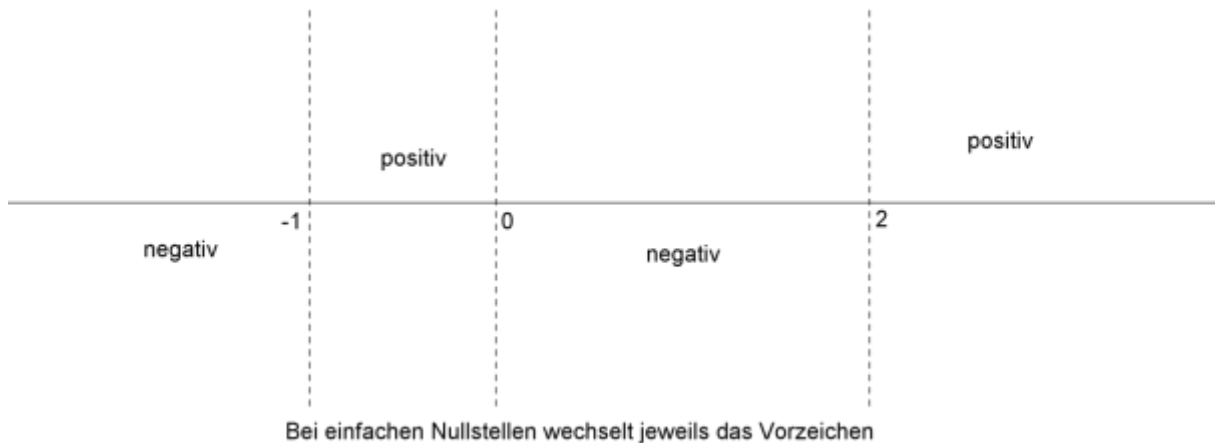 positiv
positiv
-1
0
2
negativ
negativ
Bei einfachen Nullstellen wechselt jeweils das Vorzeichen